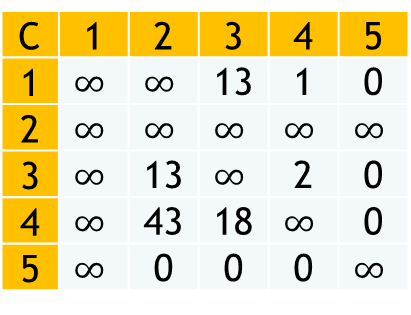 C 1 2 3 4 5
1 ∞ ∞ 13 1 0
2 ∞ ∞ ∞ ∞ ∞
3 ∞ 13 ∞ 2 0
4 ∞ 43 18 ∞ 0
5 ∞ 0 0 0 ∞